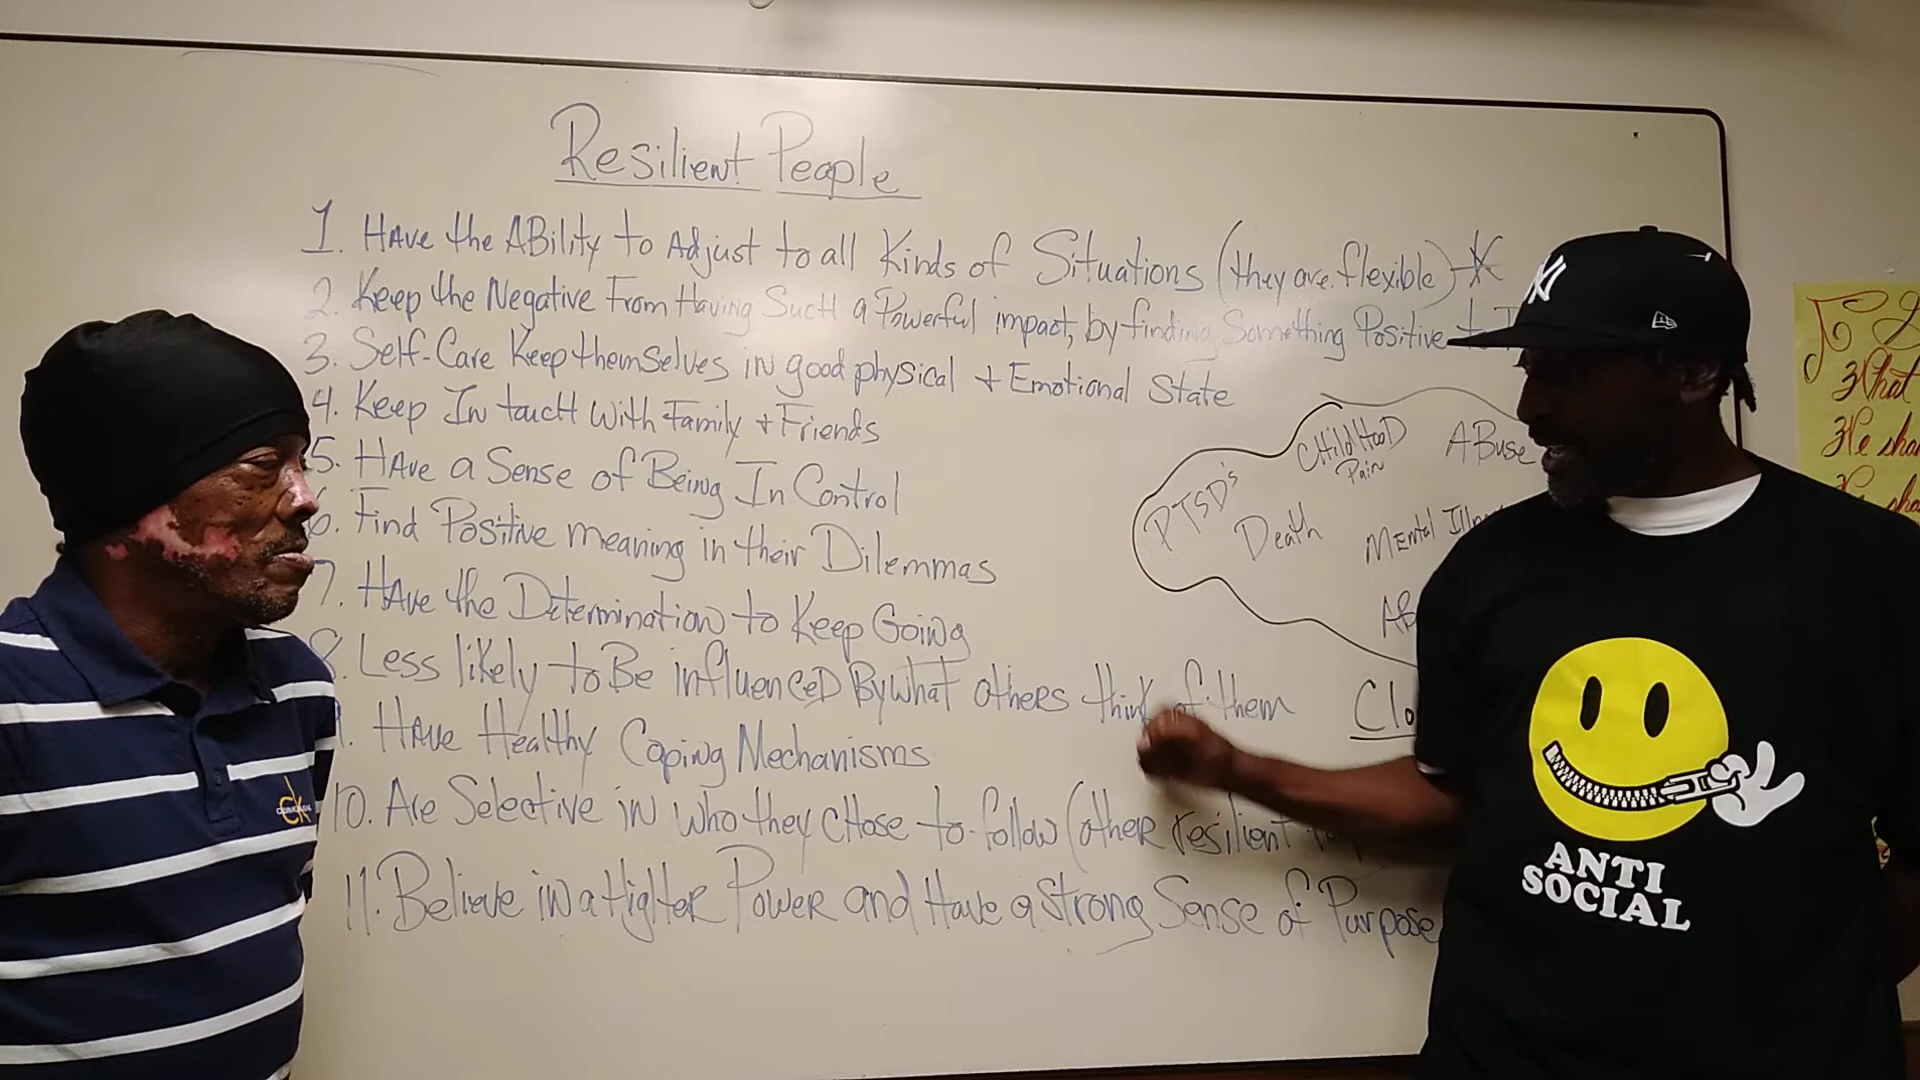 Resilient People
1. HAve the ABility to Adjust to all Kinds of Situations (they are flexible) *
2. Keep the Negative From Having SucH a Powerful impact, by finding Something Positive to
3. Self-Care Keep themselves in good physical + Emotional State
4. Keep In toucH With Family + Friends
5. HAve a Sense of Being In Control
6. Find Positive meaning in their Dilemmas
7. HAve the Determination to Keep Going
8. Less likely to Be influenceD By what others think of them
9. HAve Healthy Coping Mechanisms
10. Are Selective in who they cHose to follow (other resilient
11. Believe in a HigHer Power and Have a Strong Sense of Purpose
CHildHooD
Pain
ABuse
PTSD's
Death
Mental
NY
ck
ANTI
SOCIAL
What
He